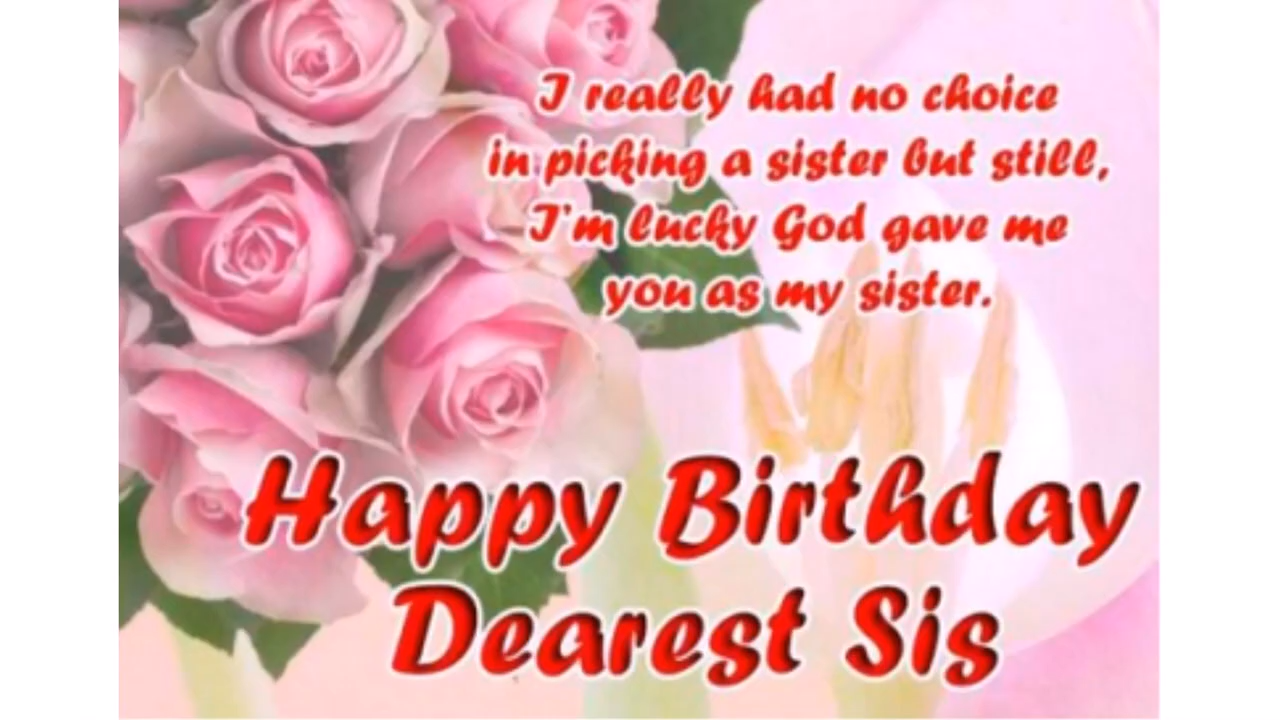 I really had no choice
in picking a sister but still,
I'm lucky God gave me
you as my sister.
Happy Birthday
Dearest Sis